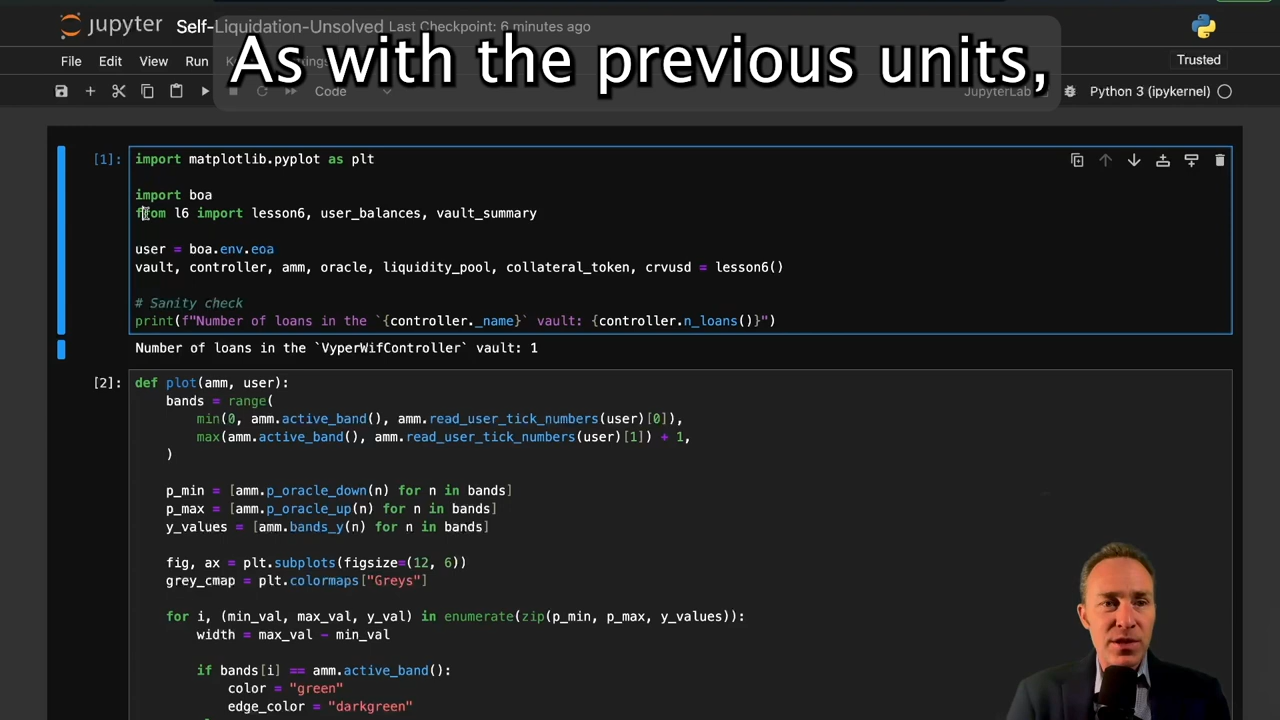 jupyter Self-Liquidation-Unsolved Last Checkpoint: 6 minutes ago
As with the previous units,
File Edit View Run
Trusted
Code
JupyterLab
Python 3 (ipykernel)
[1]:
import matplotlib.pyplot as plt
import boa
from l6 import lesson6, user_balances, vault_summary
user = boa.env.eoa
vault, controller, amm, oracle, liquidity_pool, collateral_token, crvusd = lesson6()
# Sanity check
print(f"Number of loans in the `{controller._name}` vault: {controller.n_loans()}")
Number of loans in the `VyperWifController` vault: 1
[2]:
def plot(amm, user):
bands = range(
min(0, amm.active_band(), amm.read_user_tick_numbers(user)[0]),
max(amm.active_band(), amm.read_user_tick_numbers(user)[1]) + 1,
)
p_min = [amm.p_oracle_down(n) for n in bands]
p_max = [amm.p_oracle_up(n) for n in bands]
y_values = [amm.bands_y(n) for n in bands]
fig, ax = plt.subplots(figsize=(12, 6))
grey_cmap = plt.colormaps["Greys"]
for i, (min_val, max_val, y_val) in enumerate(zip(p_min, p_max, y_values)):
width = max_val - min_val
if bands[i] == amm.active_band():
color = "green"
edge_color = "darkgreen"